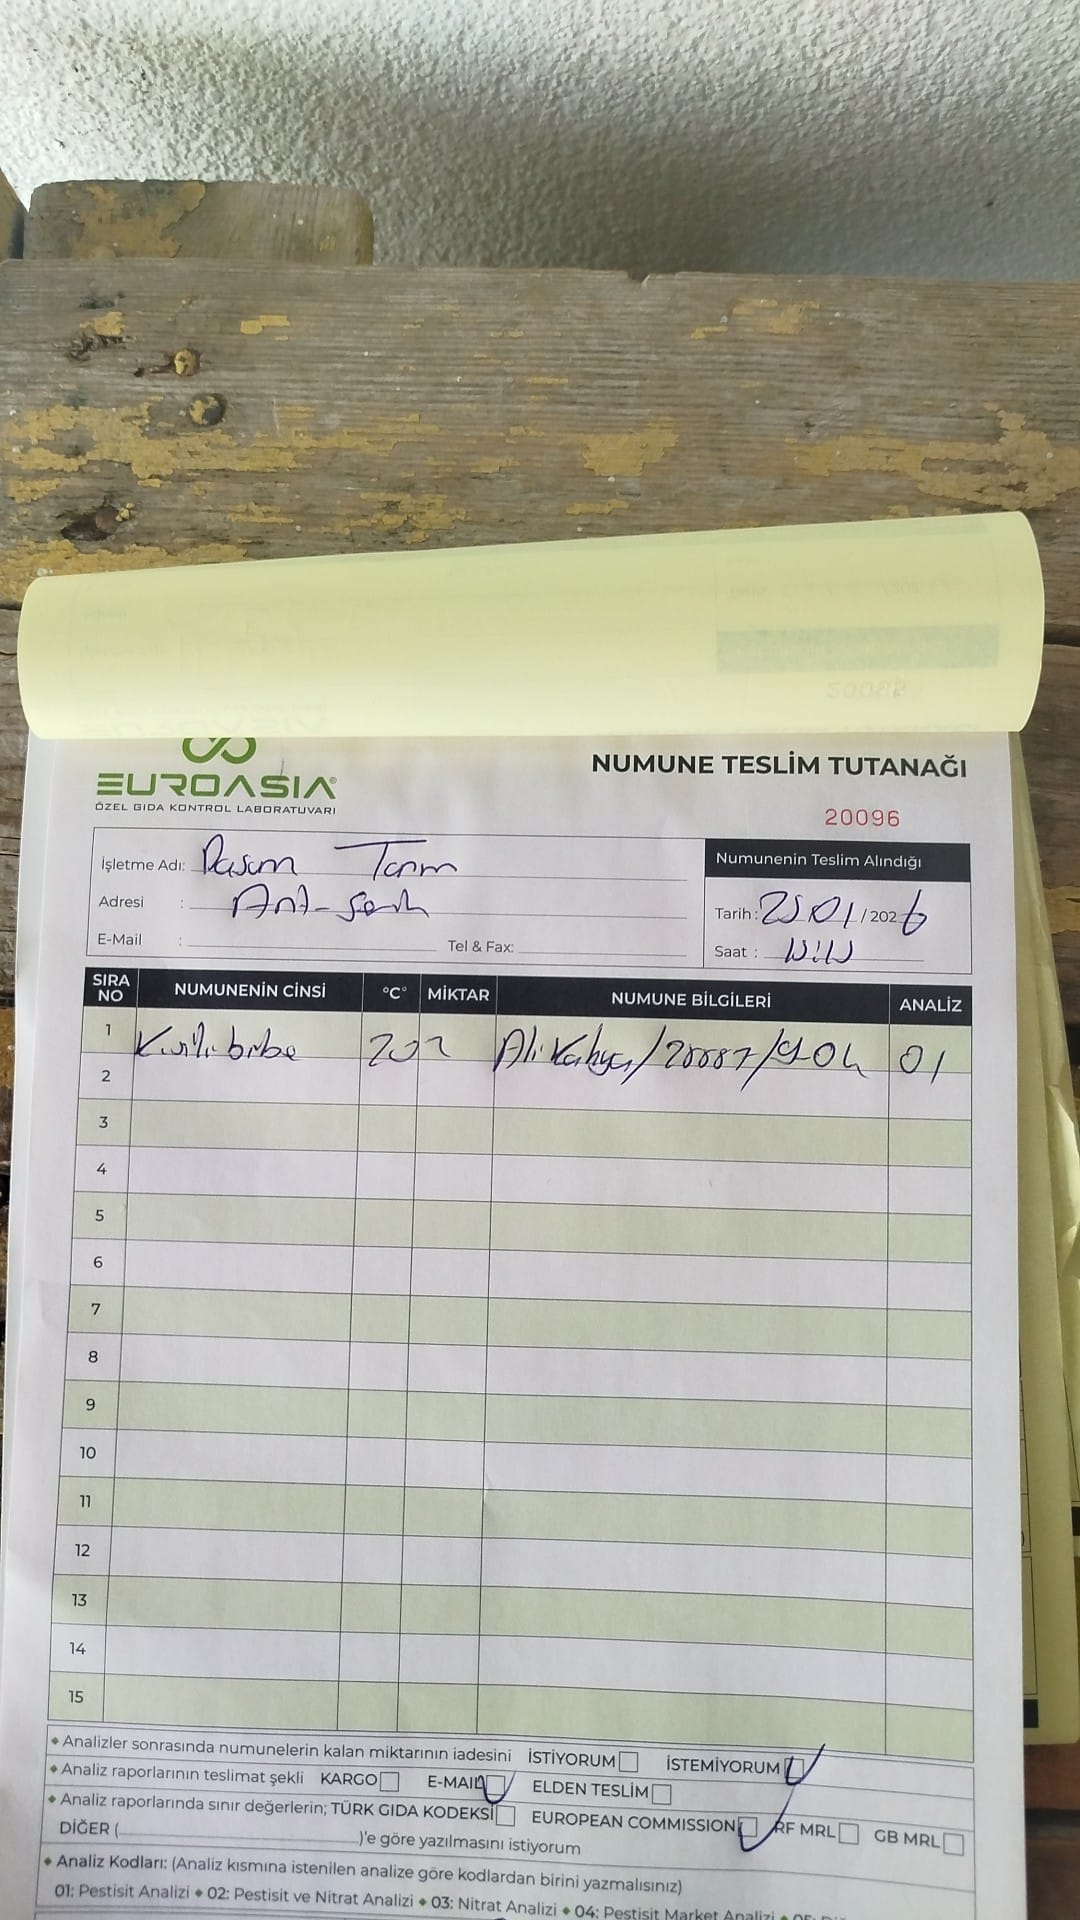 EUROASIA®
ÖZEL GIDA KONTROL LABORATUVARI
NUMUNE TESLİM TUTANAĞI
20096
İşletme Adı: Tarım
Adresi :
E-Mail : Tel & Fax:
Numunenin Teslim Alındığı
Tarih: 25.01/2026
Saat :
SIRA NO NUMUNENİN CİNSİ °C° MİKTAR NUMUNE BİLGİLERİ ANALİZ
1 Ali Kahya/ 01
2
3
4
5
6
7
8
9
10
11
12
13
14
15
Analizler sonrasında numunelerin kalan miktarının iadesini İSTİYORUM İSTEMİYORUM
Analiz raporlarının teslimat şekli KARGO E-MAIL ELDEN TESLİM
Analiz raporlarında sınır değerlerin; TÜRK GIDA KODEKSİ EUROPEAN COMMISSION RF MRL GB MRL
DİĞER ( )'e göre yazılmasını istiyorum
Analiz Kodları: (Analiz kısmına istenilen analize göre kodlardan birini yazmalısınız)
01: Pestisit Analizi 02: Pestisit ve Nitrat Analizi 03: Nitrat Analizi 04: Pestisit Market Analizi